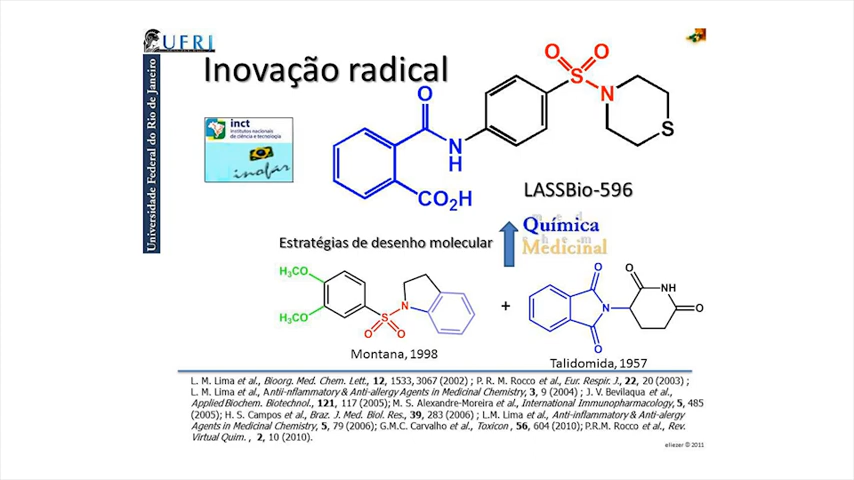 UFRJ
Universidade Federal do Rio de Janeiro
Inovação radical
inct
institutos nacionais
de ciência e tecnologia
inofar
O
O O
S
N
S
N
H
CO2H
LASSBio-596
Química
Medicinal
Estratégias de desenho molecular
H3CO
H3CO
N
S
O O
Montana, 1998
+
O
N
O
O
NH
O
Talidomida, 1957
L. M. Lima et al., Bioorg. Med. Chem. Lett., 12, 1533, 3067 (2002) ; P. R. M. Rocco et al., Eur. Respir. J., 22, 20 (2003) ;
L. M. Lima et al., Antiinflammatory & Anti-allergy Agents in Medicinal Chemistry, 3, 9 (2004) ; J. V. Bevilaqua et al.,
Applied Biochem. Biotechnol., 121, 117 (2005); M. S. Alexandre-Moreira et al., International Immunopharmacology, 5, 485
(2005); H. S. Campos et al., Braz. J. Med. Biol. Res., 39, 283 (2006) ; L.M. Lima et al., Anti-inflammatory & Anti-alergy
Agents in Medicinal Chemistry, 5, 79 (2006); G.M.C. Carvalho et al., Toxicon , 56, 604 (2010); P.R.M. Rocco et al., Rev.
Virtual Quim. , 2, 10 (2010).
eliezer © 2011